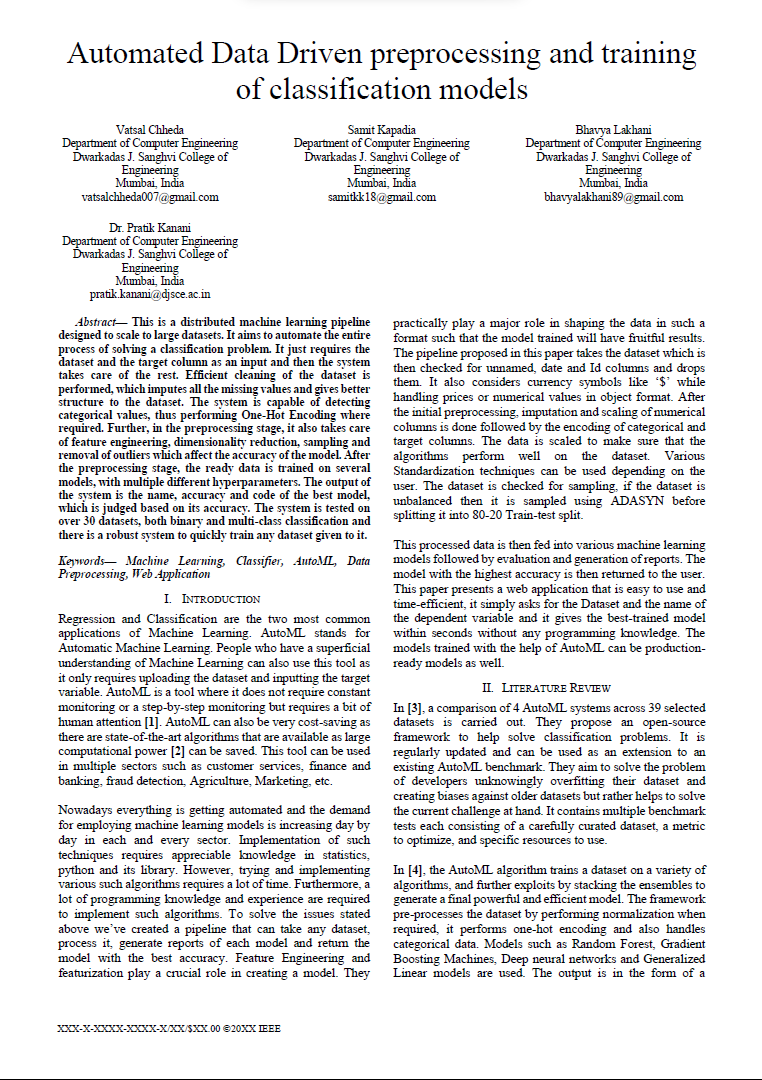 Automated Data Driven preprocessing and training
of classification models
Vatsal Chheda
Department of Computer Engineering
Dwarkadas J. Sanghvi College of
Engineering
Mumbai, India
vatsalchheda007@gmail.com
Samit Kapadia
Department of Computer Engineering
Dwarkadas J. Sanghvi College of
Engineering
Mumbai, India
samitkk18@gmail.com
Bhavya Lakhani
Department of Computer Engineering
Dwarkadas J. Sanghvi College of
Engineering
Mumbai, India
bhavyalakhani89@gmail.com
Dr. Pratik Kanani
Department of Computer Engineering
Dwarkadas J. Sanghvi College of
Engineering
Mumbai, India
pratik.kanani@djsce.ac.in
Abstract— This is a distributed machine learning pipeline
designed to scale to large datasets. It aims to automate the entire
process of solving a classification problem. It just requires the
dataset and the target column as an input and then the system
takes care of the rest. Efficient cleaning of the dataset is
performed, which imputes all the missing values and gives better
structure to the dataset. The system is capable of detecting
categorical values, thus performing One-Hot Encoding where
required. Further, in the preprocessing stage, it also takes care
of feature engineering, dimensionality reduction, sampling and
removal of outliers which affect the accuracy of the model. After
the preprocessing stage, the ready data is trained on several
models, with multiple different hyperparameters. The output of
the system is the name, accuracy and code of the best model,
which is judged based on its accuracy. The system is tested on
over 30 datasets, both binary and multi-class classification and
there is a robust system to quickly train any dataset given to it.
Keywords— Machine Learning, Classifier, AutoML, Data
Preprocessing, Web Application
I. INTRODUCTION
Regression and Classification are the two most common
applications of Machine Learning. AutoML stands for
Automatic Machine Learning. People who have a superficial
understanding of Machine Learning can also use this tool as
it only requires uploading the dataset and inputting the target
variable. AutoML is a tool where it does not require constant
monitoring or a step-by-step monitoring but requires a bit of
human attention [1]. AutoML can also be very cost-saving as
there are state-of-the-art algorithms that are available as large
computational power [2] can be saved. This tool can be used
in multiple sectors such as customer services, finance and
banking, fraud detection, Agriculture, Marketing, etc.
Nowadays everything is getting automated and the demand
for employing machine learning models is increasing day by
day in each and every sector. Implementation of such
techniques requires appreciable knowledge in statistics,
python and its library. However, trying and implementing
various such algorithms requires a lot of time. Furthermore, a
lot of programming knowledge and experience are required
to implement such algorithms. To solve the issues stated
above we've created a pipeline that can take any dataset,
process it, generate reports of each model and return the
model with the best accuracy. Feature Engineering and
featurization play a crucial role in creating a model. They
practically play a major role in shaping the data in such a
format such that the model trained will have fruitful results.
The pipeline proposed in this paper takes the dataset which is
then checked for unnamed, date and Id columns and drops
them. It also considers currency symbols like ‘$’ while
handling prices or numerical values in object format. After
the initial preprocessing, imputation and scaling of numerical
columns is done followed by the encoding of categorical and
target columns. The data is scaled to make sure that the
algorithms perform well on the dataset. Various
Standardization techniques can be used depending on the
user. The dataset is checked for sampling, if the dataset is
unbalanced then it is sampled using ADASYN before
splitting it into 80-20 Train-test split.
This processed data is then fed into various machine learning
models followed by evaluation and generation of reports. The
model with the highest accuracy is then returned to the user.
This paper presents a web application that is easy to use and
time-efficient, it simply asks for the Dataset and the name of
the dependent variable and it gives the best-trained model
within seconds without any programming knowledge. The
models trained with the help of AutoML can be production-
ready models as well.
II. LITERATURE REVIEW
In [3], a comparison of 4 AutoML systems across 39 selected
datasets is carried out. They propose an open-source
framework to help solve classification problems. It is
regularly updated and can be used as an extension to an
existing AutoML benchmark. They aim to solve the problem
of developers unknowingly overfitting their dataset and
creating biases against older datasets but rather helps to solve
the current challenge at hand. It contains multiple benchmark
tests each consisting of a carefully curated dataset, a metric
to optimize, and specific resources to use.
In [4], the AutoML algorithm trains a dataset on a variety of
algorithms, and further exploits by stacking the ensembles to
generate a final powerful and efficient model. The framework
pre-processes the dataset by performing normalization when
required, it performs one-hot encoding and also handles
categorical data. Models such as Random Forest, Gradient
Boosting Machines, Deep neural networks and Generalized
Linear models are used. The output is in the form of a
XXX-X-XXXX-XXXX-X/XX/$XX.00 ©20XX IEEE